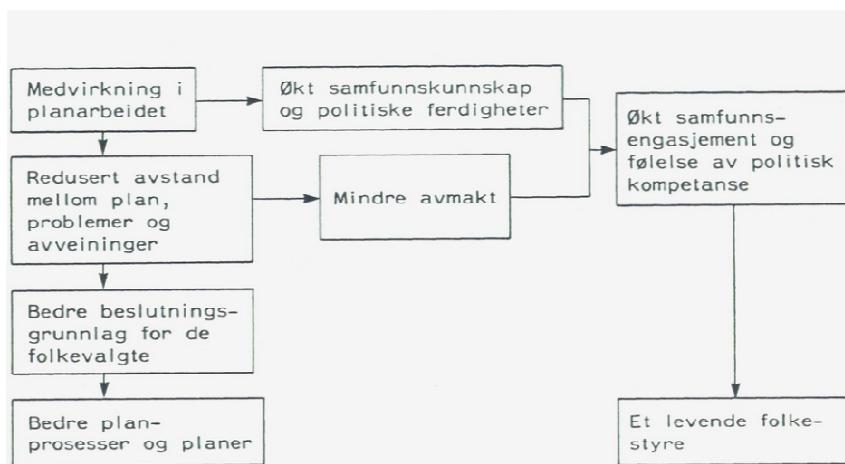 Medvirkning i
planarbeidet
Økt samfunnskunnskap
og politiske ferdigheter
Økt samfunns-
engasjement og
følelse av politisk
kompetanse
Redusert avstand
mellom plan,
problemer og
avveininger
Mindre avmakt
Bedre beslutnings-
grunnlag for de
folkevalgte
Bedre plan-
prosesser og planer
Et levende folke-
styre